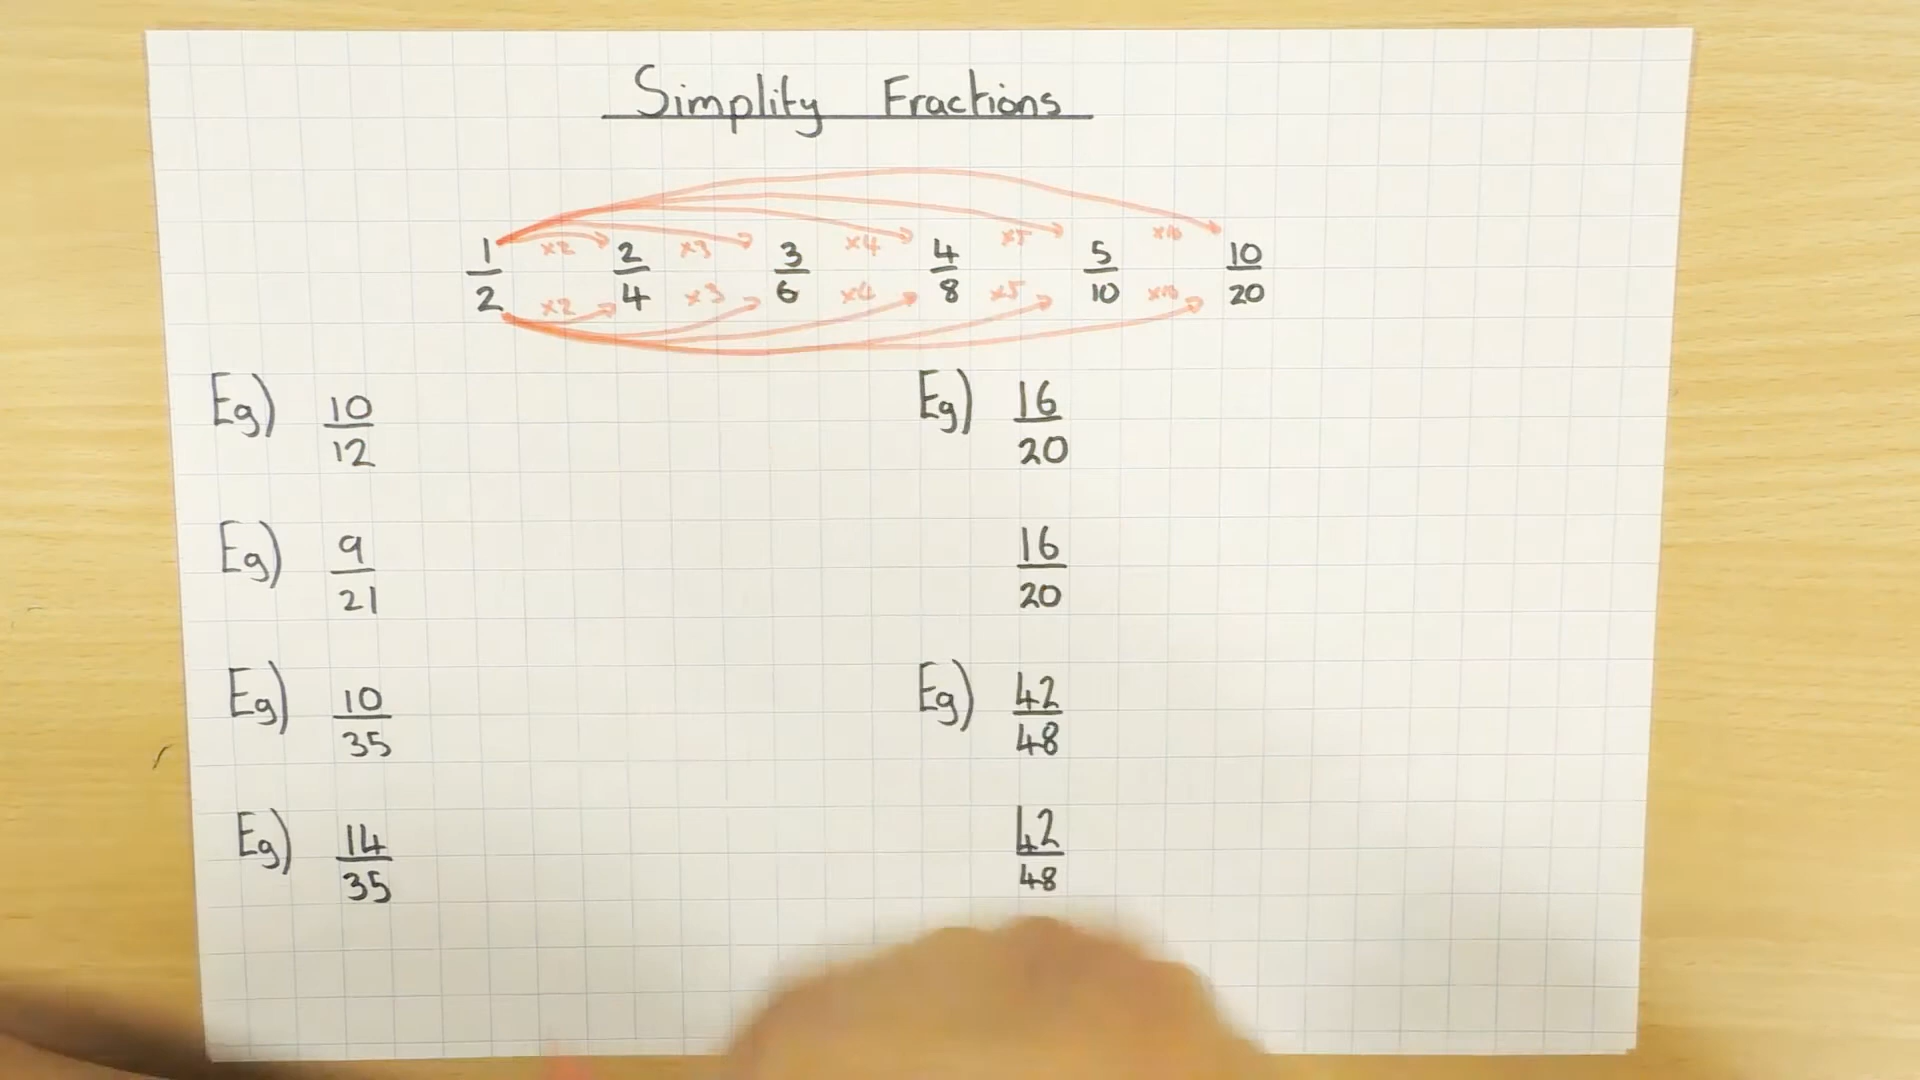 Simplify Fractions
×2 ×3 ×4 ×5 ×10
1/2 2/4 3/6 4/8 5/10 10/20
×2 ×3 ×4 ×5 ×10
Eg) 10/12
Eg) 9/21
Eg) 10/35
Eg) 14/35
Eg) 16/20
16/20
Eg) 42/48
42/48